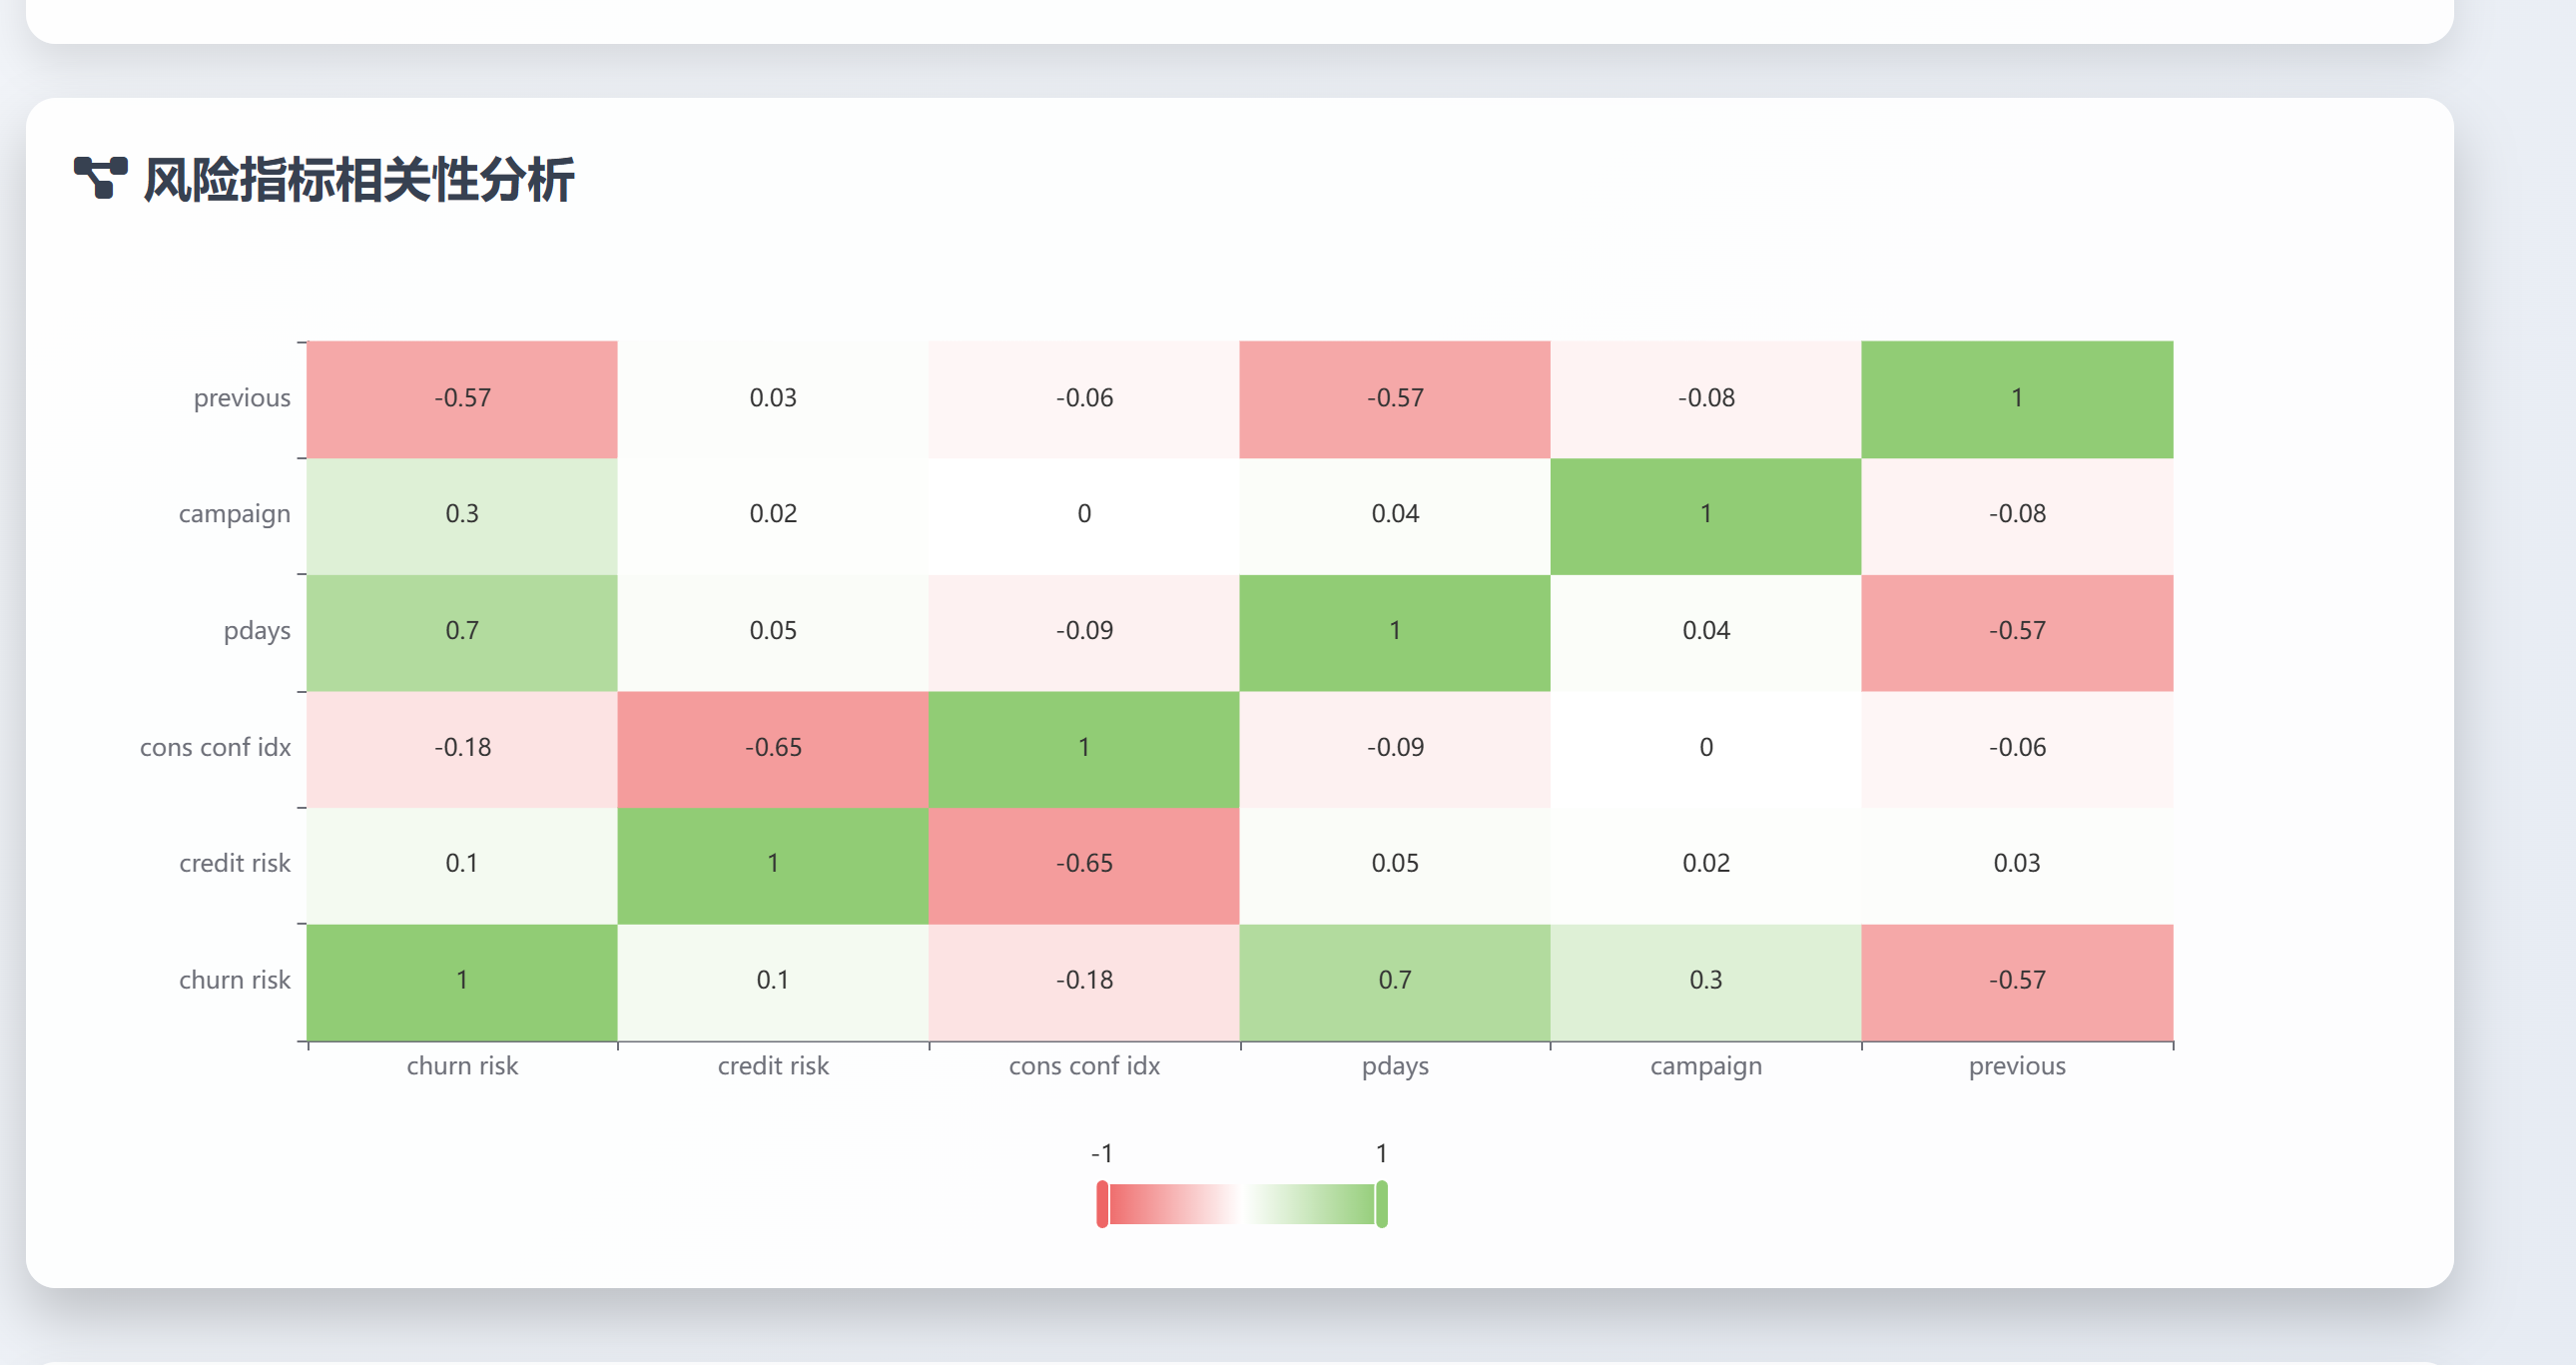 风险指标相关性分析
previous -0.57 0.03 -0.06 -0.57 -0.08 1
campaign 0.3 0.02 0 0.04 1 -0.08
pdays 0.7 0.05 -0.09 1 0.04 -0.57
cons conf idx -0.18 -0.65 1 -0.09 0 -0.06
credit risk 0.1 1 -0.65 0.05 0.02 0.03
churn risk 1 0.1 -0.18 0.7 0.3 -0.57
churn risk credit risk cons conf idx pdays campaign previous
-1 1